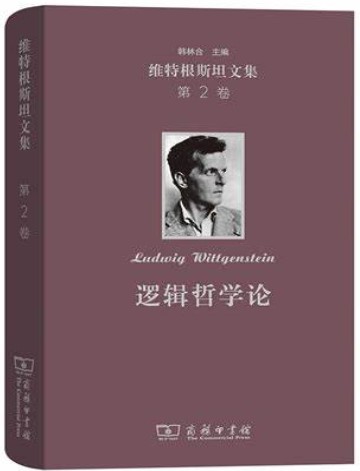 韩林合 主编
维特根斯坦文集
第 2 卷
Ludwig Wittgenstein
逻辑哲学论
商务印书馆
The Commercial Press
维特根斯坦文集
第 2 卷
商务印书馆
The Commercial Press